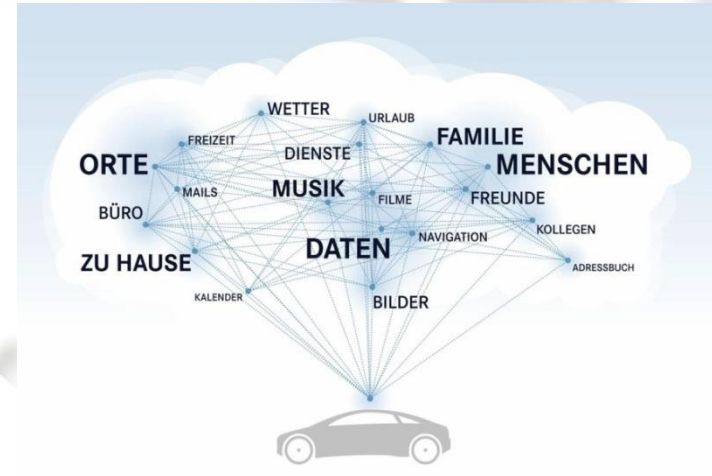 WETTER
URLAUB
FREIZEIT
DIENSTE
FAMILIE
ORTE
MENSCHEN
MAILS
MUSIK
FILME
FREUNDE
BÜRO
KOLLEGEN
DATEN
NAVIGATION
ZU HAUSE
ADRESSBUCH
KALENDER
BILDER